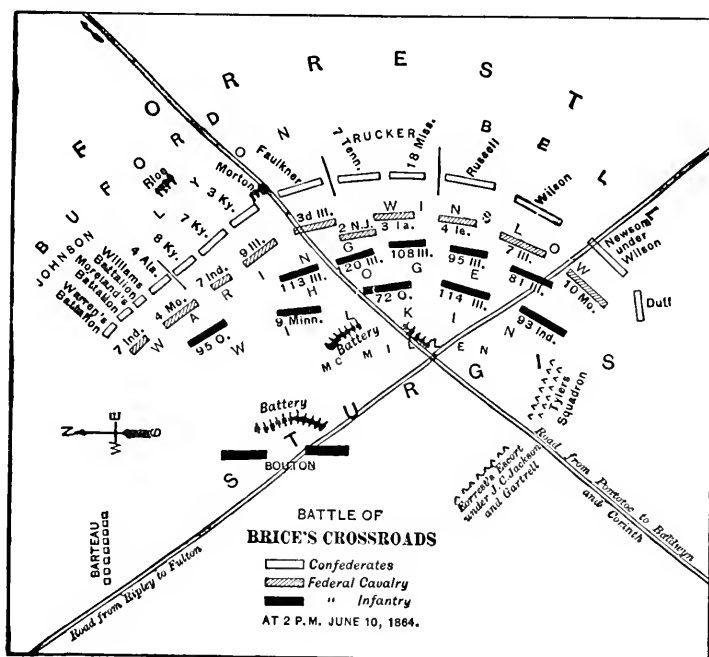 FORREST
BUFORD
LYON
RUCKER
BELL
JOHNSON
Faulkner
7 Tenn.
18 Miss.
Russell
Wilson
Newsom
under
Wilson
Duff
Morton
Rice
3 Ky.
7 Ky.
8 Ky.
4 Ala.
Williams
Battalion
Moreland's
Battalion
Warren's
Battalion
3d Ill.
2 N.J.
3 Ia.
4 Ia.
7 Ill.
10 Mo.
9 Ill.
7 Ind.
4 Mo.
7 Ind.
WARING
WINSLOW
113 Ill.
120 Ill.
108 Ill.
95 Ill.
81 Ill.
95 O.
9 Minn.
72 O.
114 Ill.
93 Ind.
WILKIN
HOGE
Battery
McMILLEN
STURGIS
Tylers
Squadron
Battery
BOUTON
N E S W
BARTEAU
Forrest's Escort
under J.C. Jackson
and Gartrell
Road from Pontotoc to Baldwyn
and Corinth
Road from Ripley to Fulton
BATTLE OF
BRICE'S CROSSROADS
Confederates
Federal Cavalry
" Infantry
AT 2 P.M. JUNE 10, 1864.